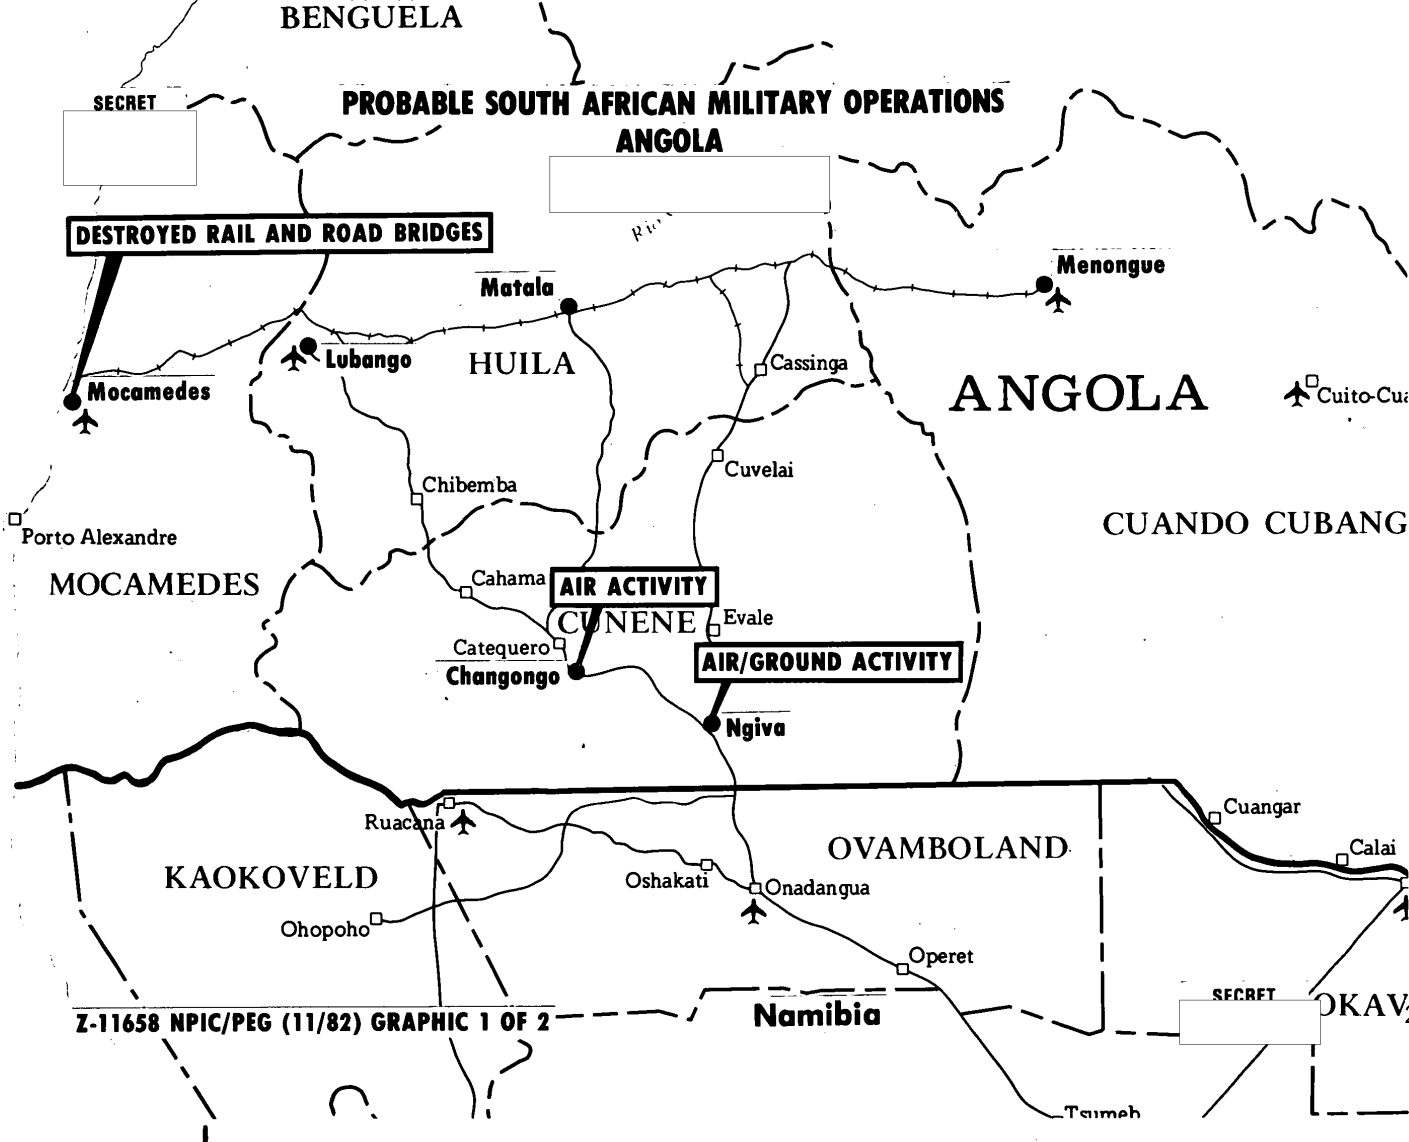 BENGUELA
SECRET
PROBABLE SOUTH AFRICAN MILITARY OPERATIONS
ANGOLA
Rio
DESTROYED RAIL AND ROAD BRIDGES
Menongue
Matala
Lubango
HUILA
Cassinga
Mocamedes
ANGOLA
Cuito-Cua
Cuvelai
Chibemba
Porto Alexandre
CUANDO CUBANG
MOCAMEDES
Cahama
AIR ACTIVITY
CUNENE
Evale
Catequero
AIR/GROUND ACTIVITY
Changongo
Ngiva
Ruacana
Cuangar
OVAMBOLAND
Calai
KAOKOVELD
Oshakati
Onadangua
Ohopoho
Operet
SECRET
OKAV
Namibia
Z-11658 NPIC/PEG (11/82) GRAPHIC 1 OF 2
Tsumeb